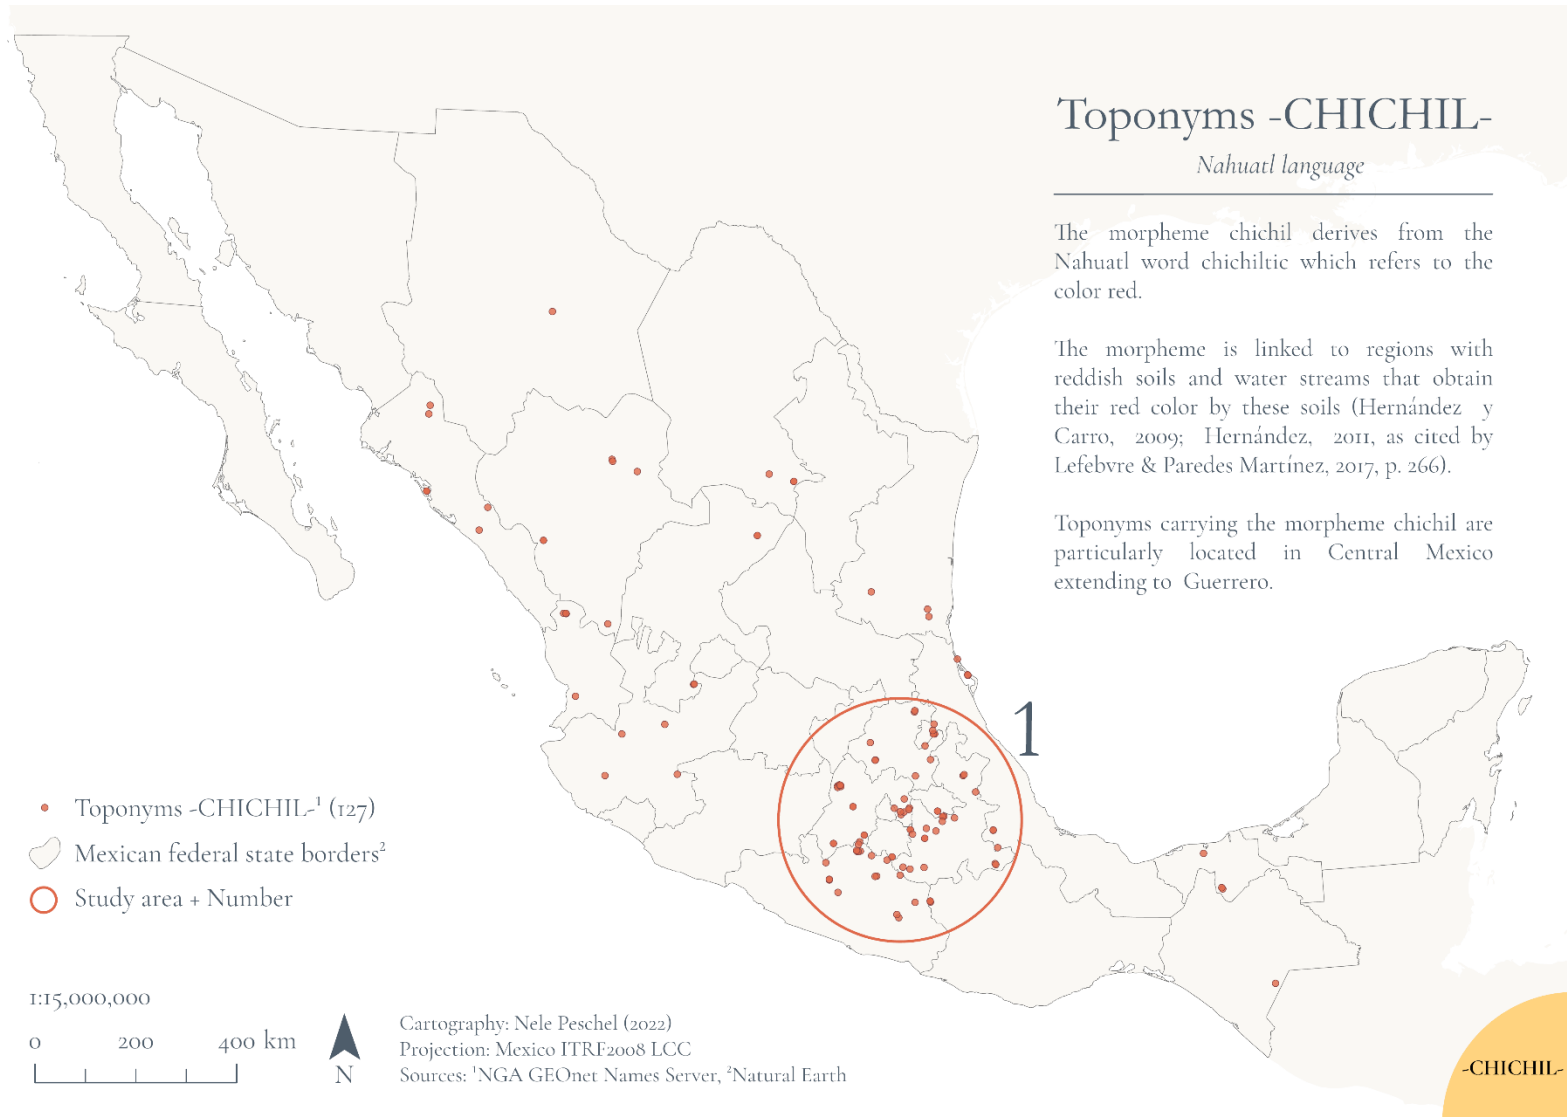 Toponyms -CHICHIL-
Nahuatl language
The morpheme chichil derives from the
Nahuatl word chichiltic which refers to the
color red.
The morpheme is linked to regions with
reddish soils and water streams that obtain
their red color by these soils (Hernández y
Carro, 2009; Hernández, 2011, as cited by
Lefebvre & Paredes Martínez, 2017, p. 266).
Toponyms carrying the morpheme chichil are
particularly located in Central Mexico
extending to Guerrero.
1
Toponyms -CHICHIL-¹ (127)
Mexican federal state borders²
Study area + Number
1:15,000,000
0 200 400 km
N
Cartography: Nele Peschel (2022)
Projection: Mexico ITRF2008 LCC
Sources: ¹NGA GEOnet Names Server, ²Natural Earth
-CHICHIL-